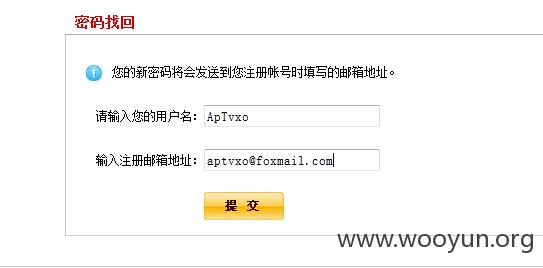 密码找回
您的新密码将会发送到您注册帐号时填写的邮箱地址。
请输入您的用户名：ApTvxo
输入注册邮箱地址：aptvxo@foxmail.com
提 交
www.wooyun.org